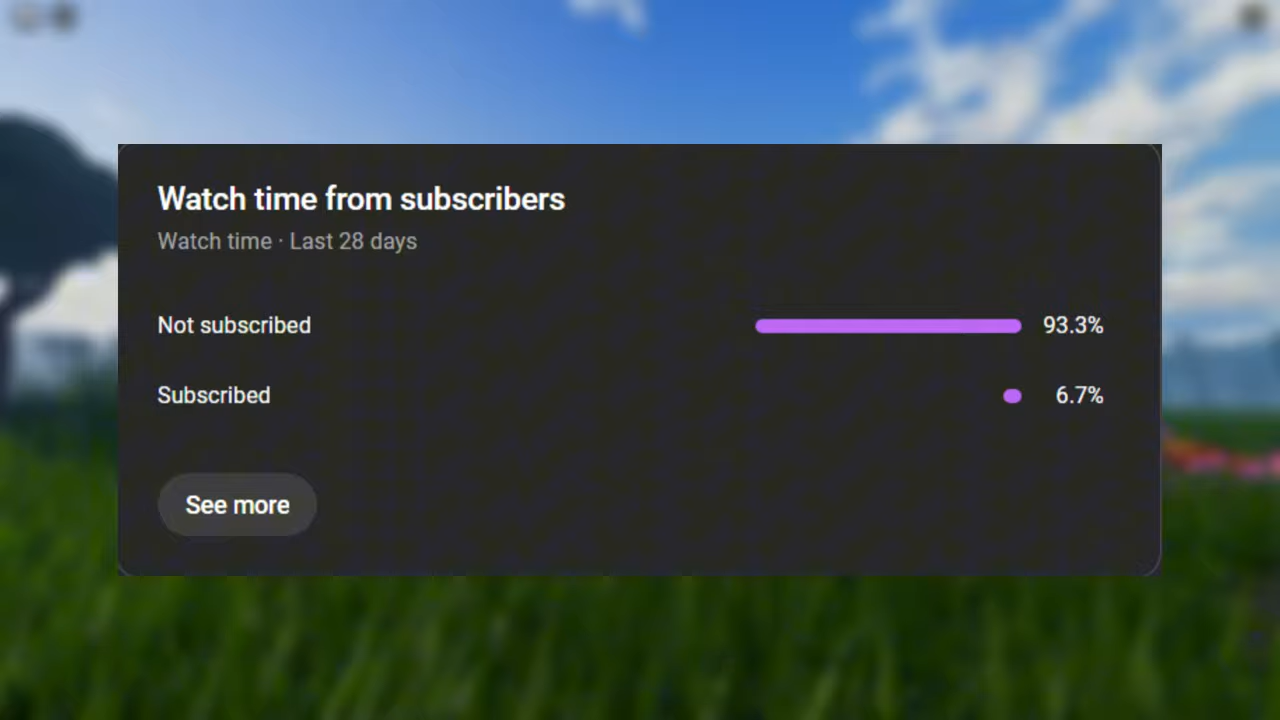 Watch time from subscribers
Watch time · Last 28 days
Not subscribed 93.3%
Subscribed 6.7%
See more